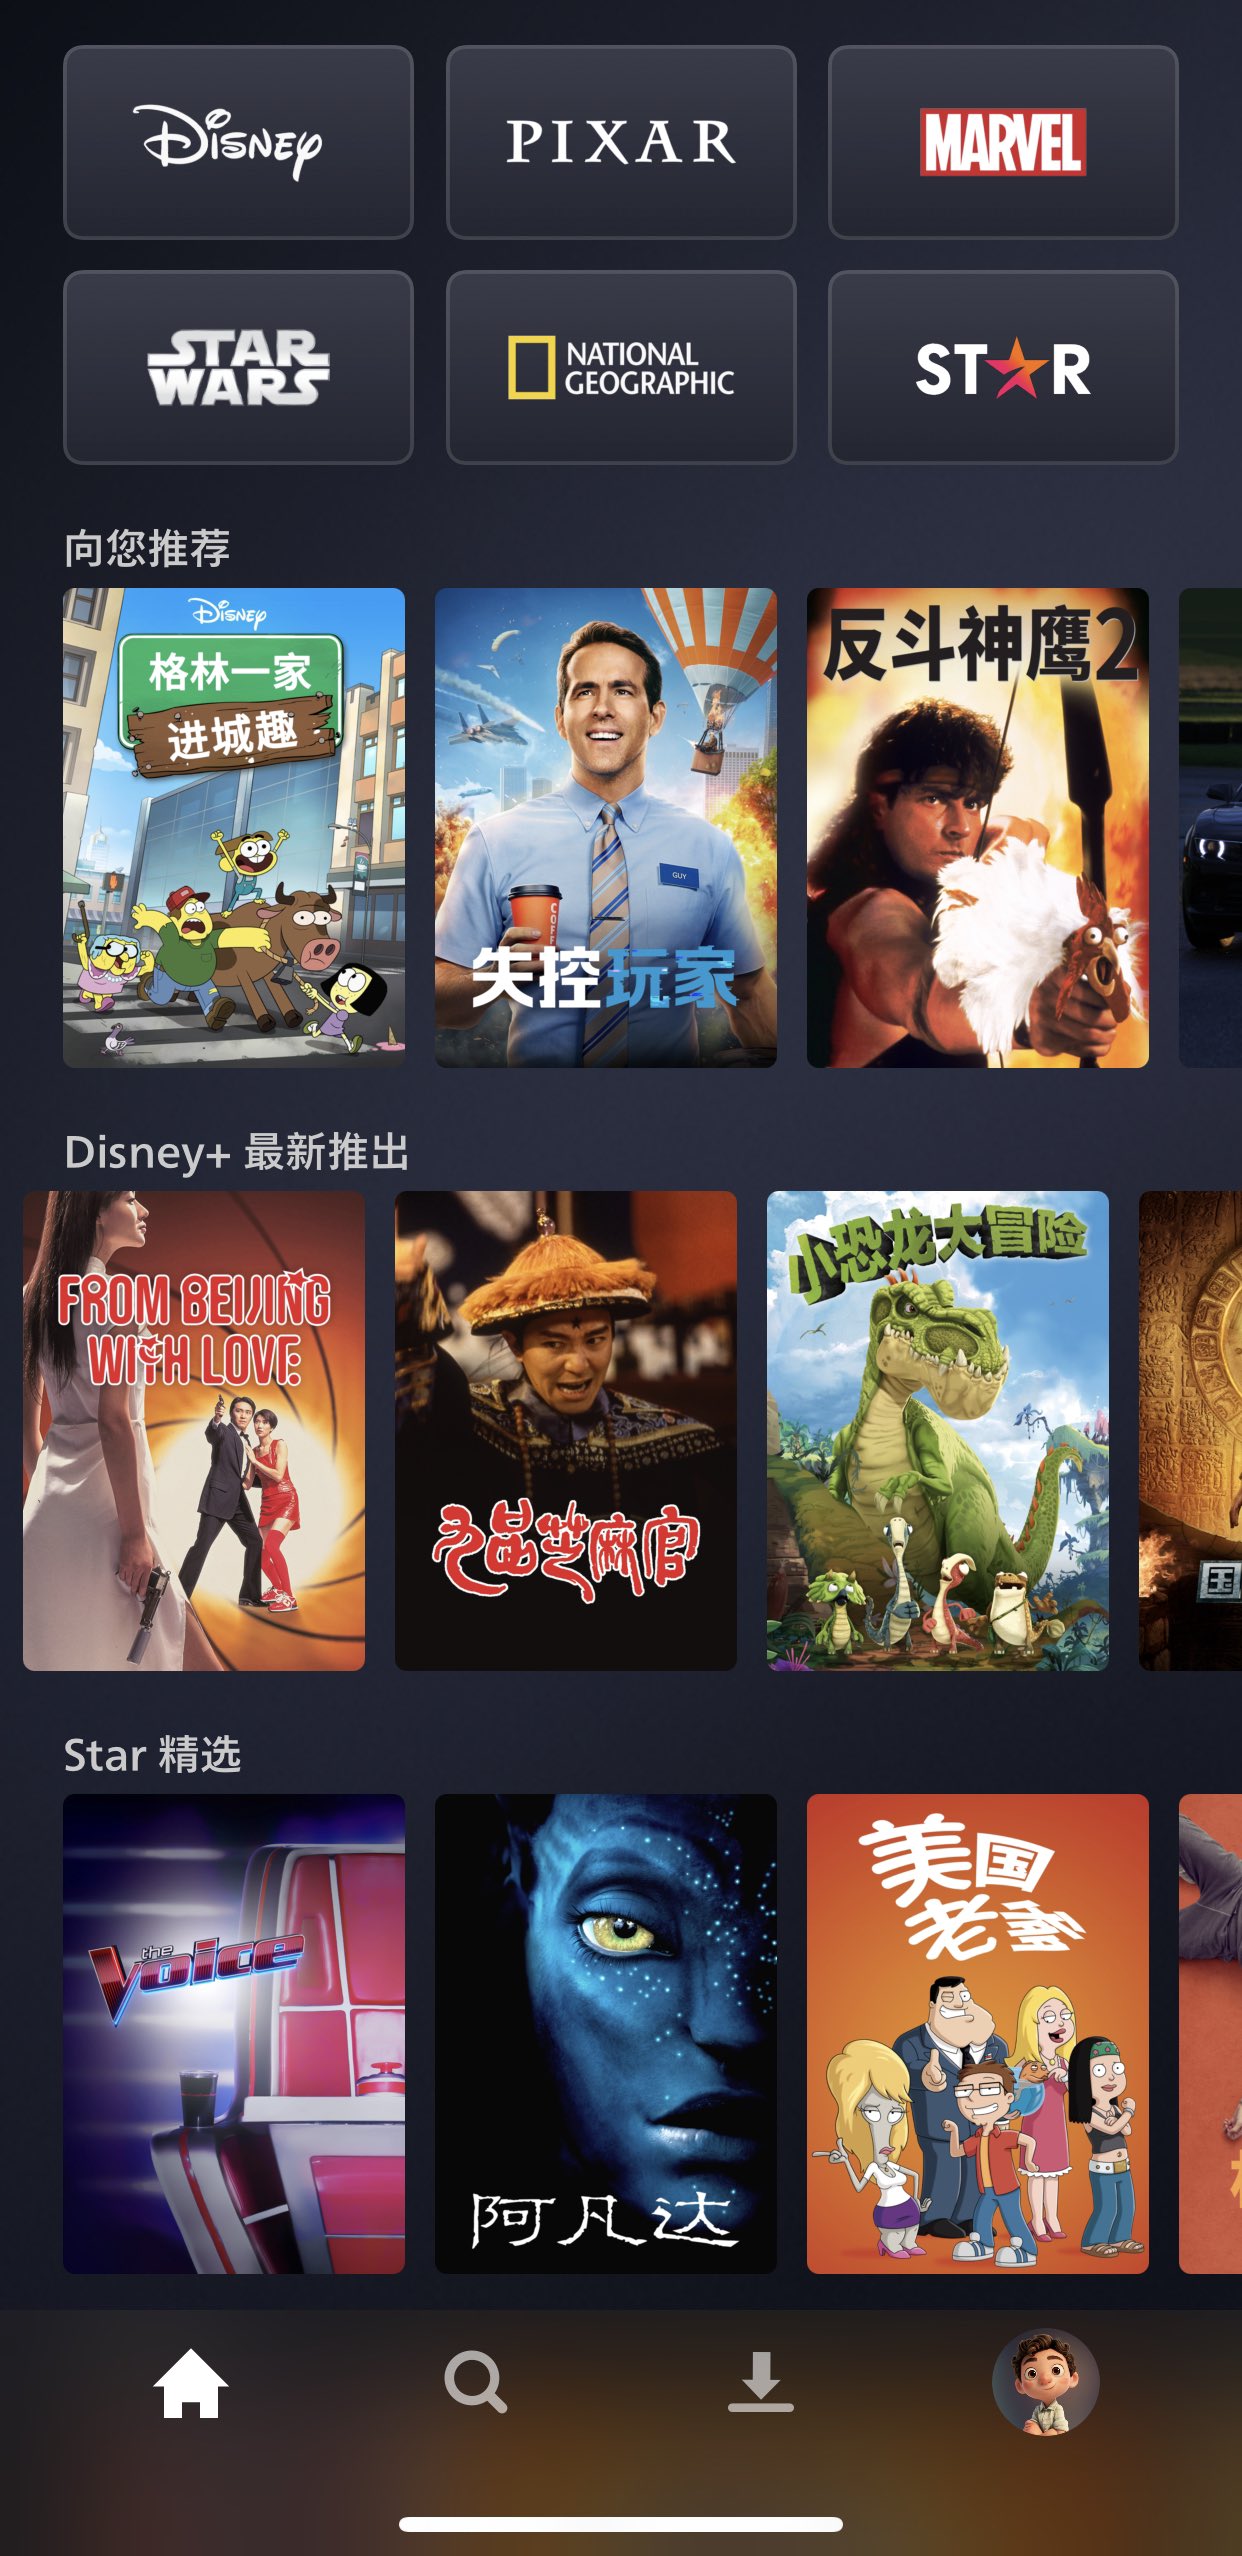 Disney
PIXAR
MARVEL
STAR
WARS
NATIONAL
GEOGRAPHIC
STAR
向您推荐
Disney
格林一家
进城趣
GUY
COFF
失控玩家
反斗神鹰2
Disney+ 最新推出
FROM BEIJING
WITH LOVE
九品芝麻官
小恐龙大冒险
国
Star 精选
the
Voice
阿凡达
美国
老爹